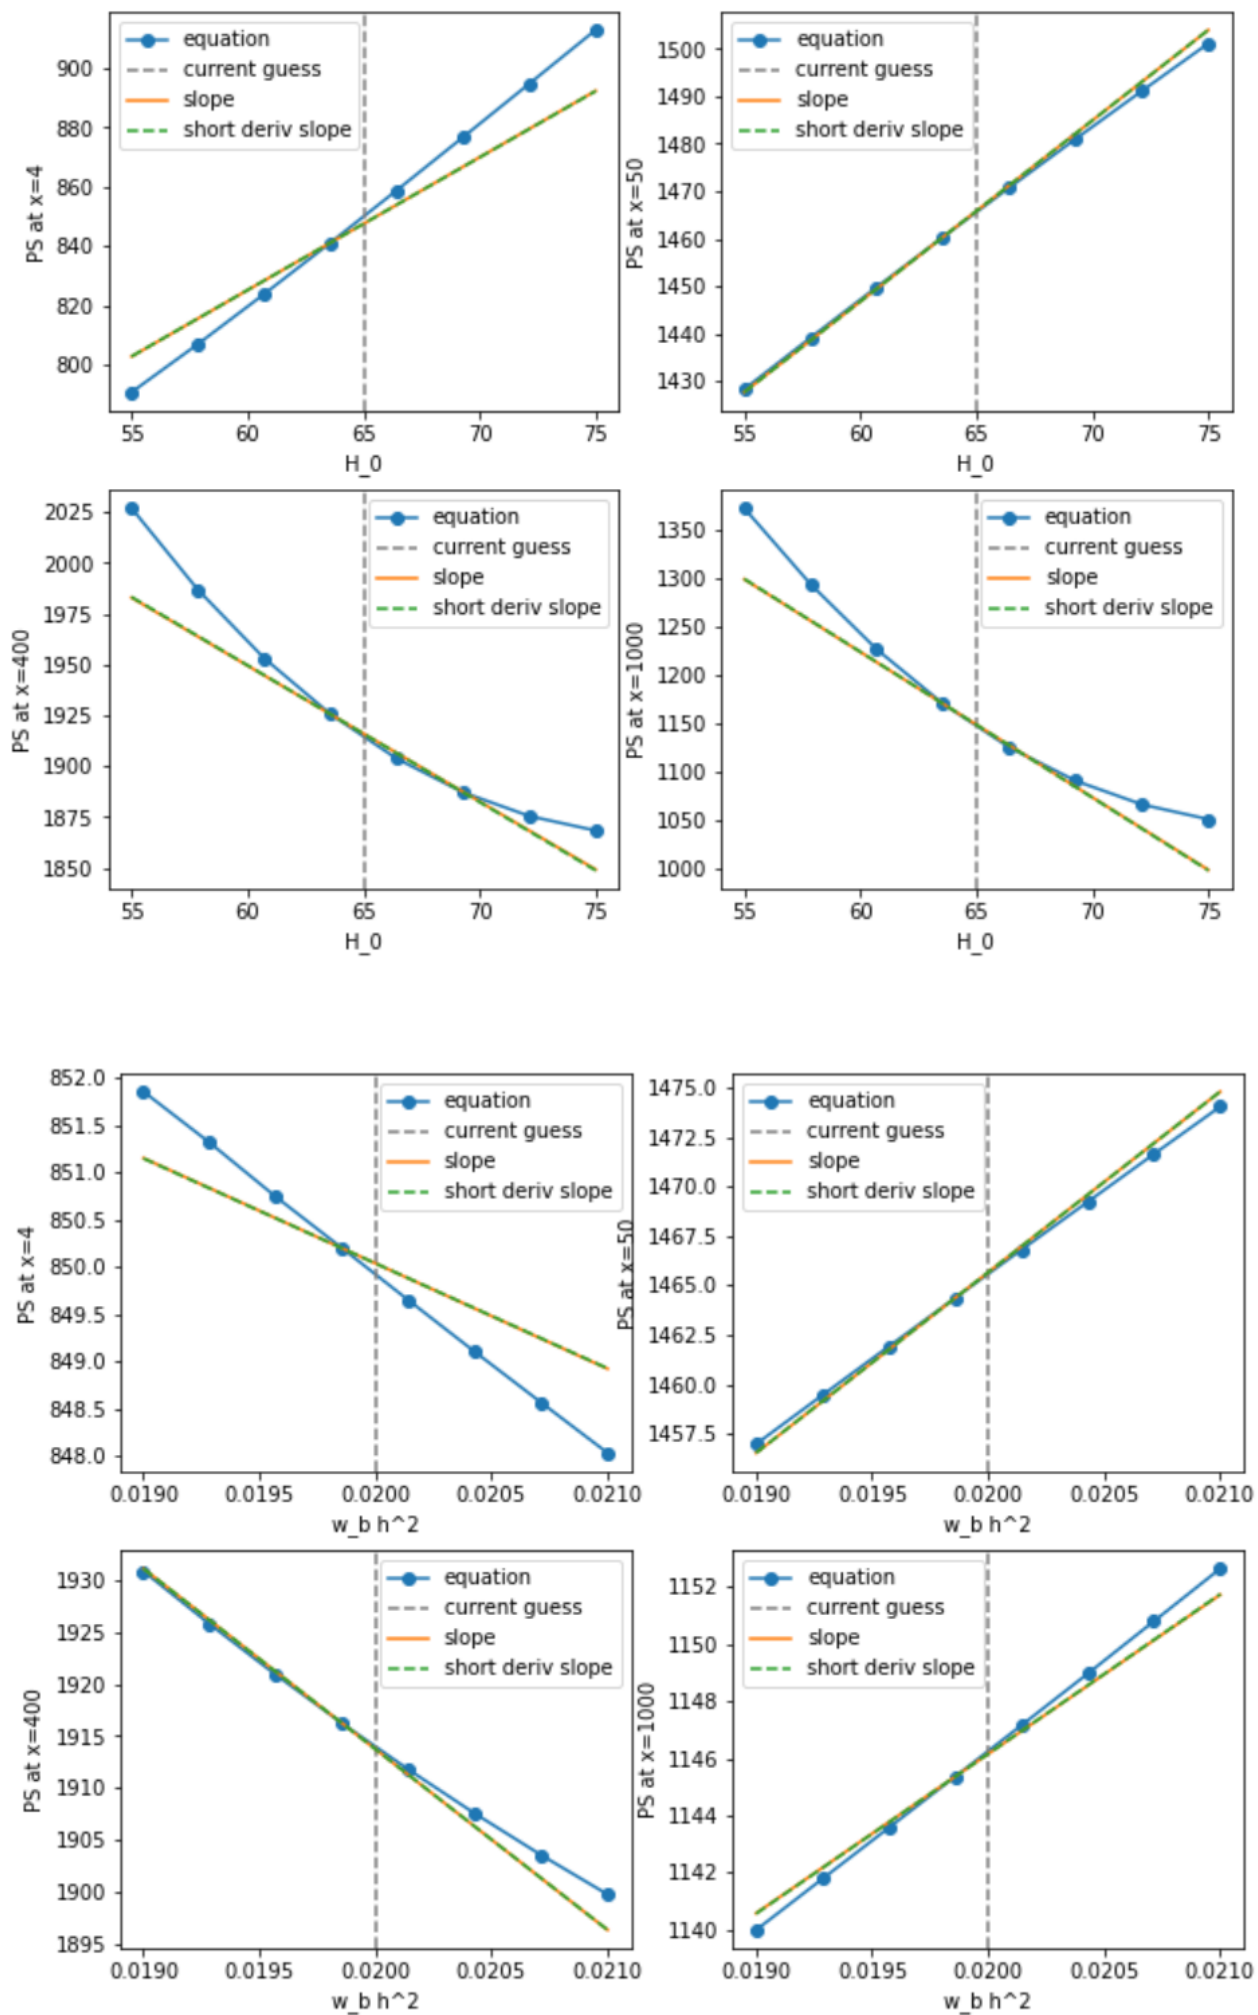 equation
current guess
slope
short deriv slope
900
880
860
840
820
800
PS at x=4
55 60 65 70 75
H_0
equation
current guess
slope
short deriv slope
1500
1490
1480
1470
1460
1450
1440
1430
PS at x=50
55 60 65 70 75
H_0
equation
current guess
slope
short deriv slope
2025
2000
1975
1950
1925
1900
1875
1850
PS at x=400
55 60 65 70 75
H_0
equation
current guess
slope
short deriv slope
1350
1300
1250
1200
1150
1100
1050
1000
PS at x=1000
55 60 65 70 75
H_0
equation
current guess
slope
short deriv slope
852.0
851.5
851.0
850.5
850.0
849.5
849.0
848.5
848.0
PS at x=4
0.0190 0.0195 0.0200 0.0205 0.0210
w_b h^2
equation
current guess
slope
short deriv slope
1475.0
1472.5
1470.0
1467.5
1465.0
1462.5
1460.0
1457.5
PS at x=50
0.0190 0.0195 0.0200 0.0205 0.0210
w_b h^2
equation
current guess
slope
short deriv slope
1930
1925
1920
1915
1910
1905
1900
1895
PS at x=400
0.0190 0.0195 0.0200 0.0205 0.0210
w_b h^2
equation
current guess
slope
short deriv slope
1152
1150
1148
1146
1144
1142
1140
PS at x=1000
0.0190 0.0195 0.0200 0.0205 0.0210
w_b h^2